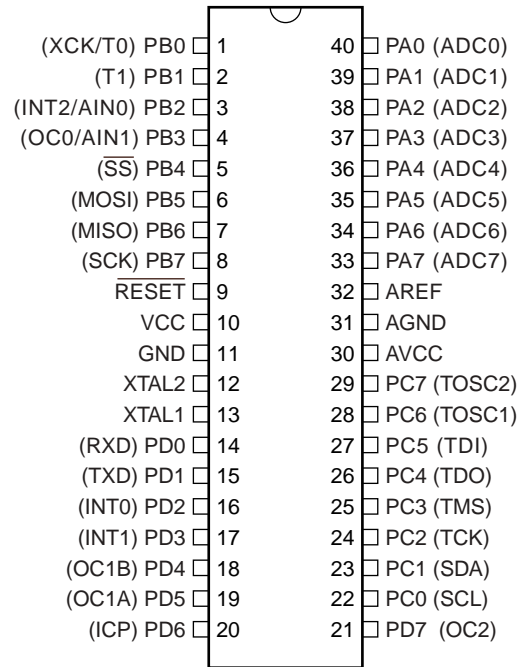 (XCK/T0) PB0 1 40 PA0 (ADC0)
(T1) PB1 2 39 PA1 (ADC1)
(INT2/AIN0) PB2 3 38 PA2 (ADC2)
(OC0/AIN1) PB3 4 37 PA3 (ADC3)
(SS) PB4 5 36 PA4 (ADC4)
(MOSI) PB5 6 35 PA5 (ADC5)
(MISO) PB6 7 34 PA6 (ADC6)
(SCK) PB7 8 33 PA7 (ADC7)
RESET 9 32 AREF
VCC 10 31 AGND
GND 11 30 AVCC
XTAL2 12 29 PC7 (TOSC2)
XTAL1 13 28 PC6 (TOSC1)
(RXD) PD0 14 27 PC5 (TDI)
(TXD) PD1 15 26 PC4 (TDO)
(INT0) PD2 16 25 PC3 (TMS)
(INT1) PD3 17 24 PC2 (TCK)
(OC1B) PD4 18 23 PC1 (SDA)
(OC1A) PD5 19 22 PC0 (SCL)
(ICP) PD6 20 21 PD7 (OC2)